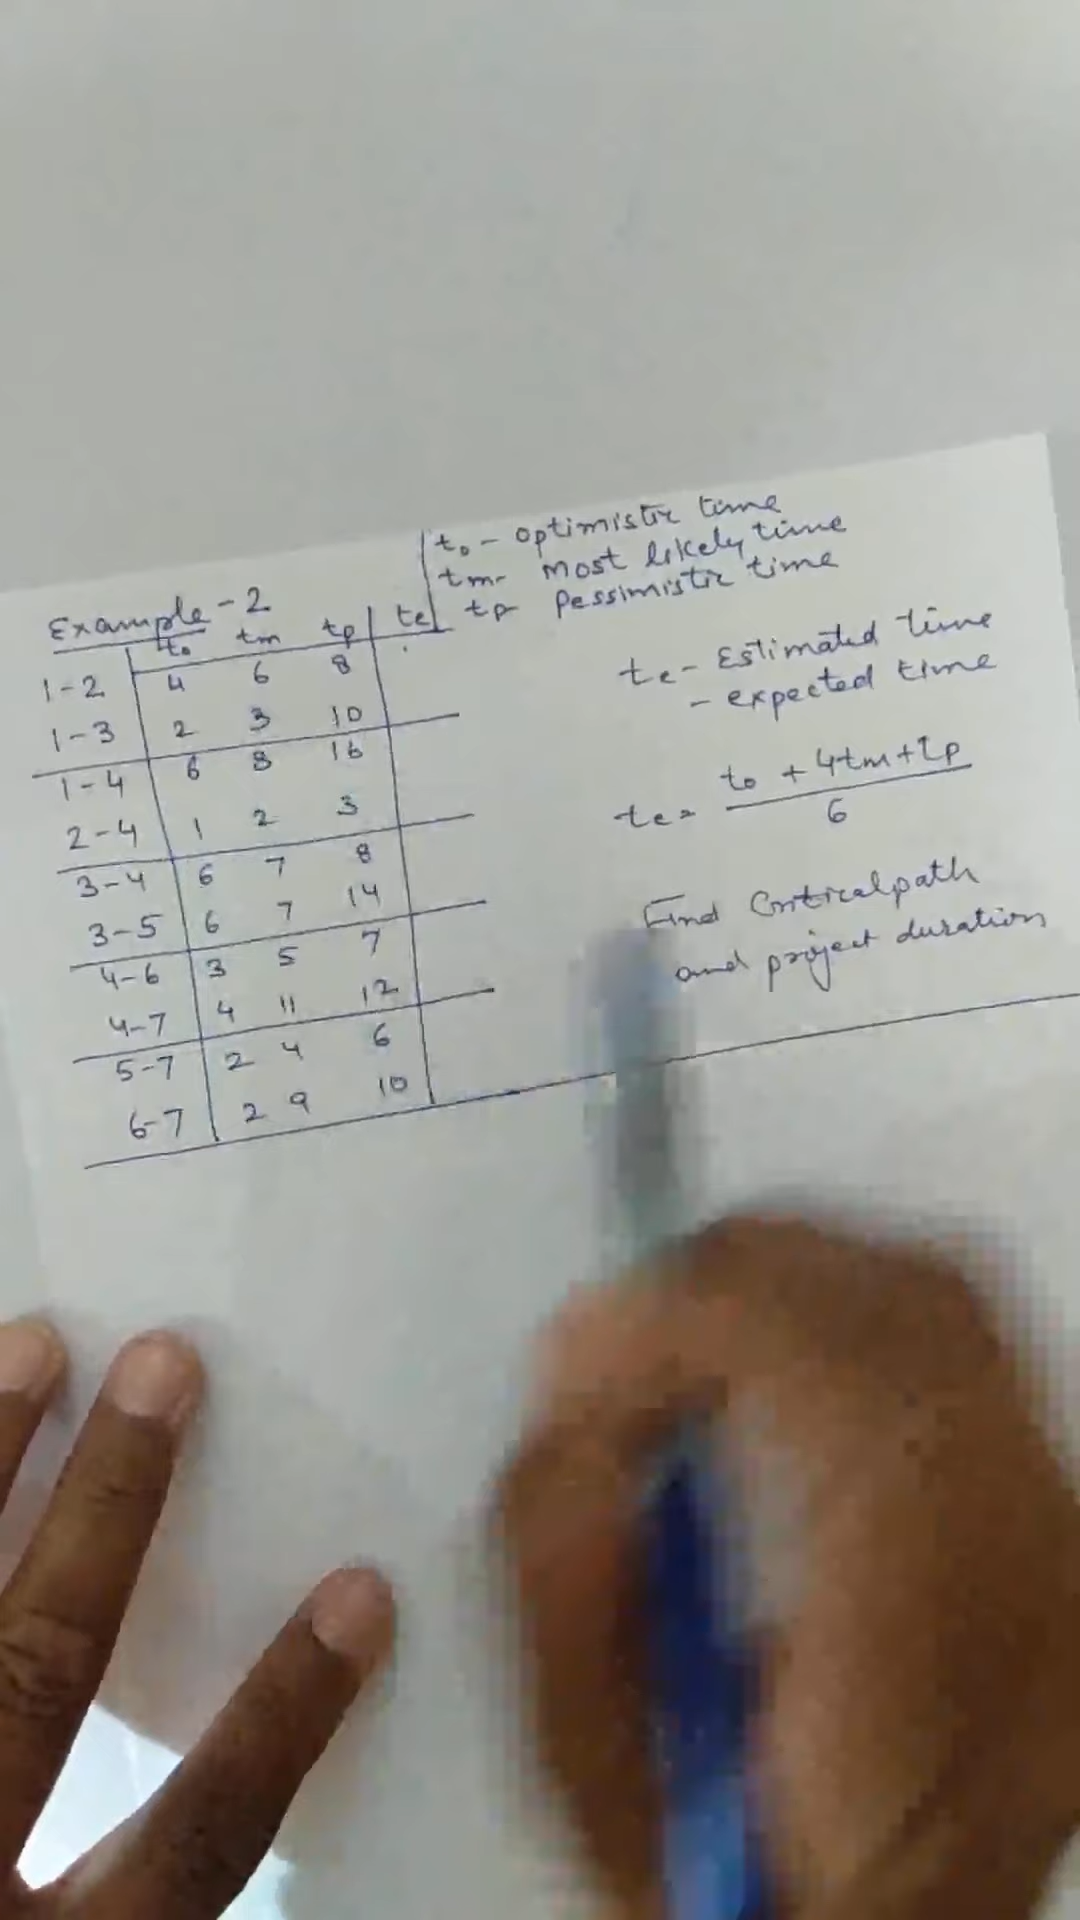 Example-2
to tm tp te
1-2 4 6 8
1-3 2 3 10
1-4 6 8 16
2-4 1 2 3
3-4 6 7 8
3-5 6 7 14
4-6 3 5 7
4-7 4 11 12
5-7 2 4 6
6-7 2 9 10
to - optimistic time
tm - Most likely time
tp - Pessimistic time
te - Estimated time
- expected time
te = to + 4tm + tp
6
Find Critical path
and project duration